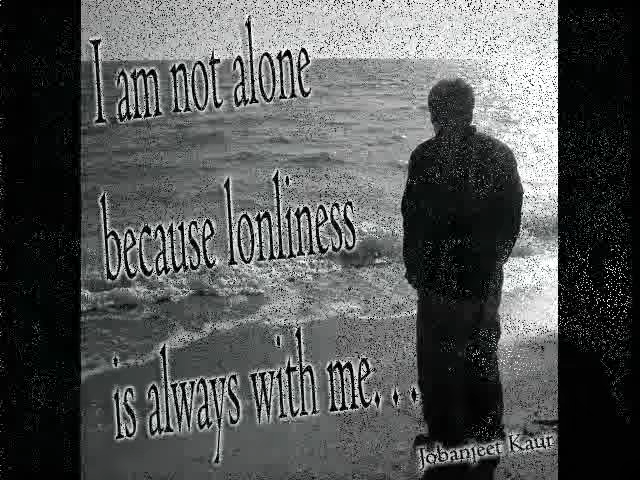 I am not alone
because lonliness
is always with me. . .
Jobanjeet Kaur